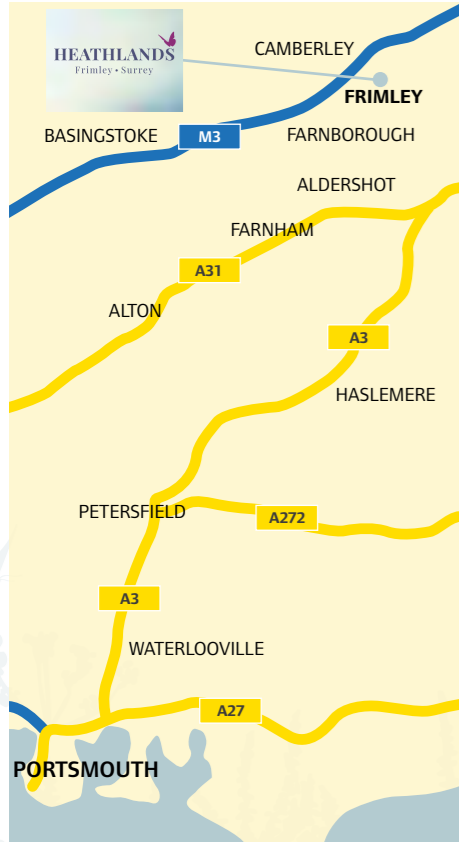 HEATHLANDS
Frimley • Surrey
CAMBERLEY
FRIMLEY
BASINGSTOKE
M3
FARNBOROUGH
ALDERSHOT
FARNHAM
A31
ALTON
A3
HASLEMERE
PETERSFIELD
A272
A3
WATERLOOVILLE
A27
PORTSMOUTH